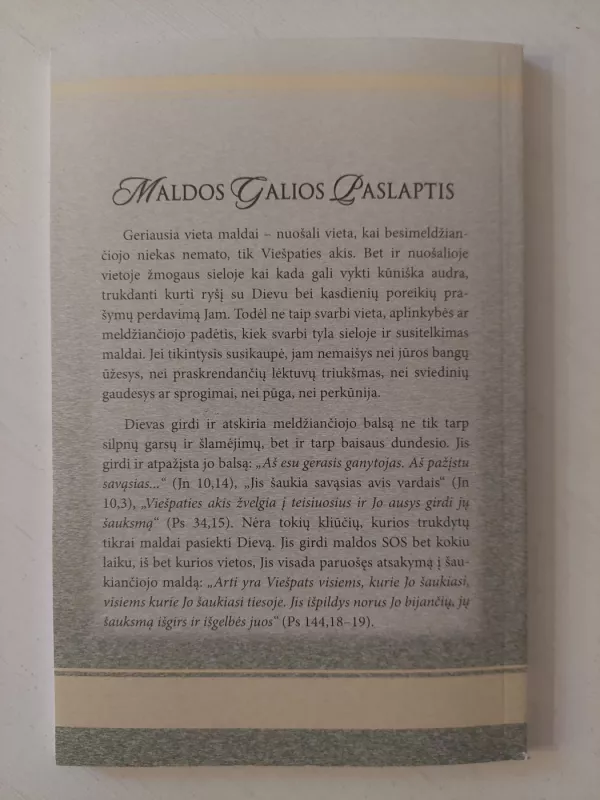 MALDOS GALIOS PASLAPTIS
Geriausia vieta maldai – nuošali vieta, kai besimeldžian-
čiojo niekas nemato, tik Viešpaties akis. Bet ir nuošalioje
vietoje žmogaus sieloje kai kada gali vykti kūniška audra,
trukdanti kurti ryšį su Dievu bei kasdienių poreikių pra-
šymų perdavimą Jam. Todėl ne taip svarbi vieta, aplinkybės ar
meldžiančiojo padėtis, kiek svarbi tyla sieloje ir susitelkimas
maldai. Jei tikintysis susikaupė, jam nemaišys nei jūros bangų
ūžesys, nei praskrendančių lėktuvų triukšmas, nei sviedinių
gaudesys ar sprogimai, nei pūga, nei perkūnija.
Dievas girdi ir atskiria meldžiančiojo balsą ne tik tarp
silpnų garsų ir šlamėjimų, bet ir tarp baisaus dundesio. Jis
girdi ir atpažįsta jo balsą: „Aš esu gerasis ganytojas. Aš pažįstu
savąsias...“ (Jn 10,14), „Jis šaukia savąsias avis vardais“ (Jn
10,3), „Viešpaties akis žvelgia į teisiuosius ir Jo ausys girdi jų
šauksmą“ (Ps 34,15). Nėra tokių kliūčių, kurios trukdytų
tikrai maldai pasiekti Dievą. Jis girdi maldos SOS bet kokiu
laiku, iš bet kurios vietos, Jis visada paruošęs atsakymą į šau-
kiančiojo maldą: „Arti yra Viešpats visiems, kurie Jo šaukiasi,
visiems kurie Jo šaukiasi tiesoje. Jis išpildys norus Jo bijančių, jų
šauksmą išgirs ir išgelbės juos“ (Ps 144,18–19).